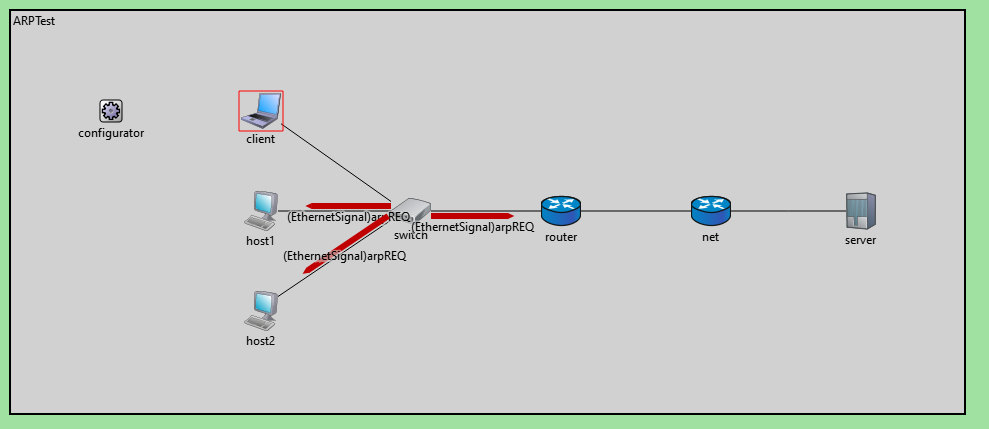 ARPTest
configurator
client
(EthernetSignal)arpREQ
host1
switch
(EthernetSignal)arpREQ
router
net
server
(EthernetSignal)arpREQ
host2